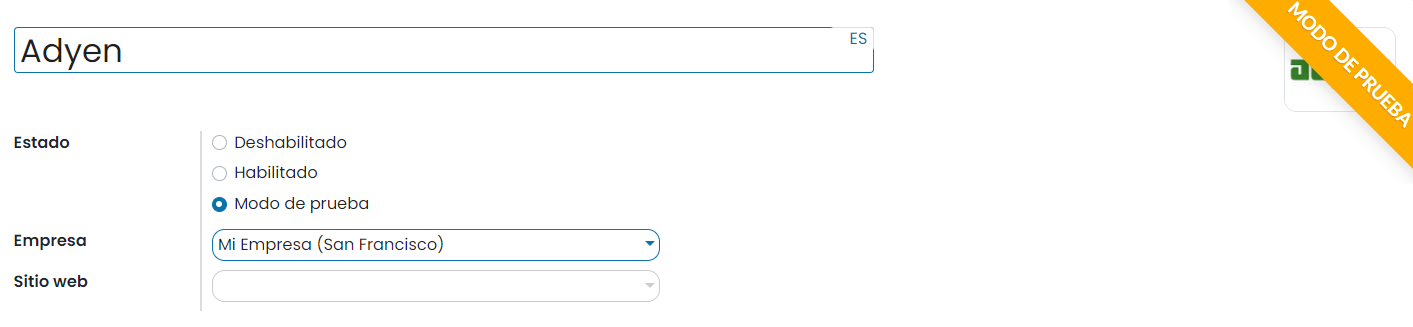 Adyen
ES
MODO DE PRUEBA
Estado
Deshabilitado
Habilitado
Modo de prueba
Empresa
Mi Empresa (San Francisco)
Sitio web